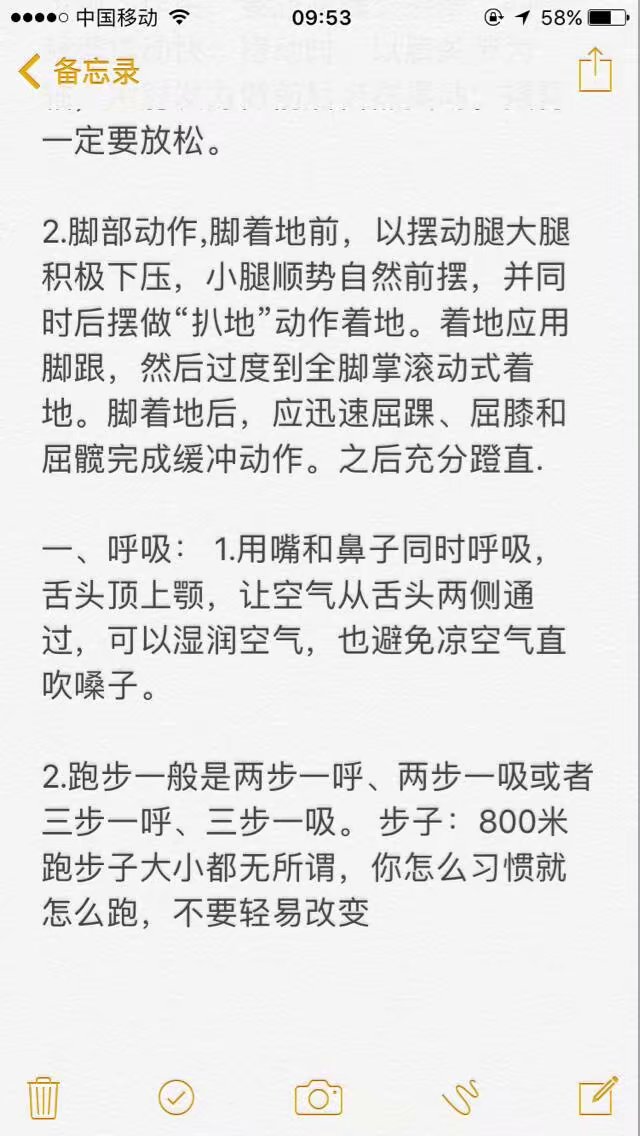 中国移动 09:53 58%
备忘录
一定要放松。
2.脚部动作,脚着地前，以摆动腿大腿
积极下压，小腿顺势自然前摆，并同
时后摆做“扒地”动作着地。着地应用
脚跟，然后过度到全脚掌滚动式着
地。脚着地后，应迅速屈踝、屈膝和
屈髋完成缓冲动作。之后充分蹬直.
一、呼吸： 1.用嘴和鼻子同时呼吸，
舌头顶上颚，让空气从舌头两侧通
过，可以湿润空气，也避免凉空气直
吹嗓子。
2.跑步一般是两步一呼、两步一吸或者
三步一呼、三步一吸。 步子：800米
跑步子大小都无所谓，你怎么习惯就
怎么跑，不要轻易改变